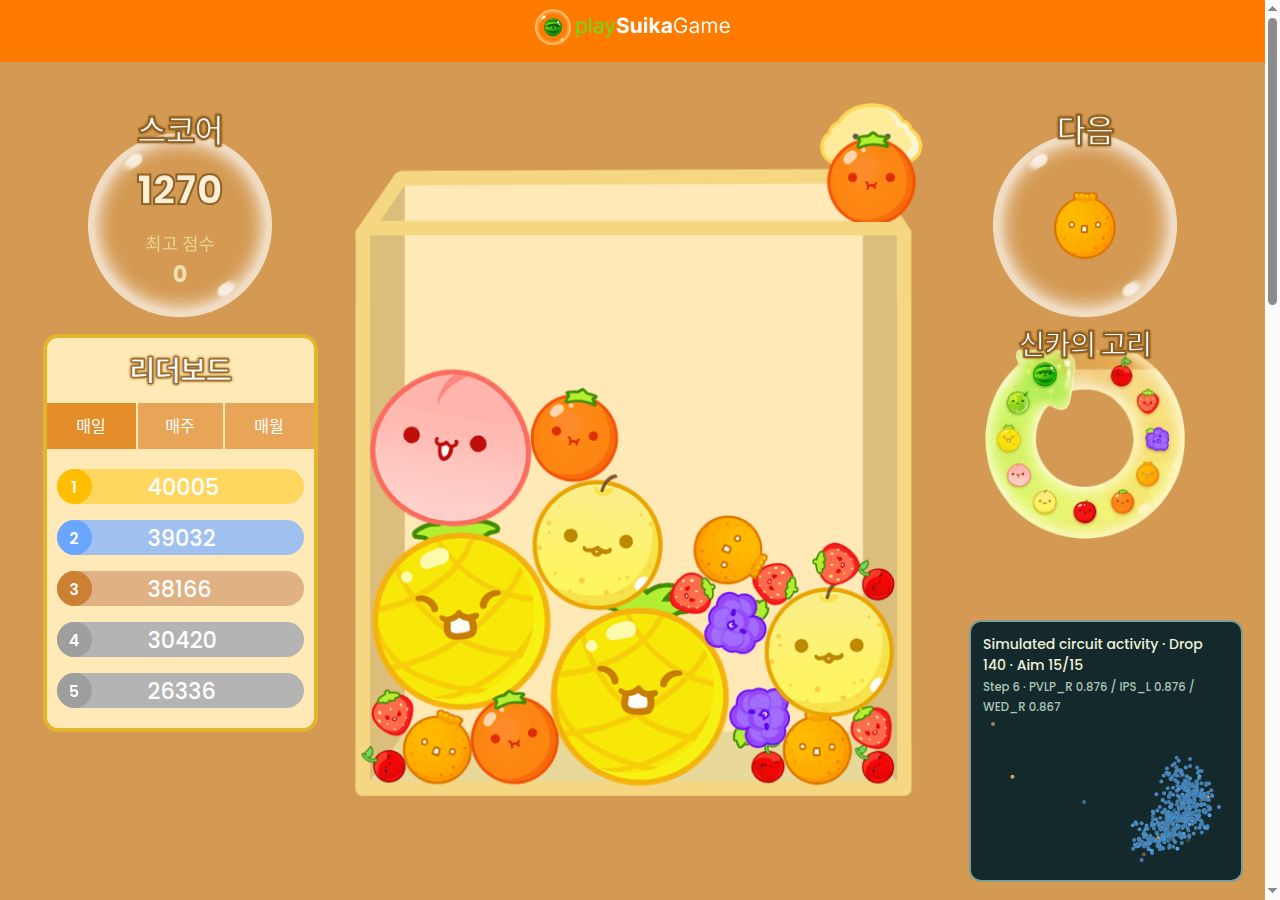 playSuikaGame
스코어
1270
최고 점수
0
리더보드
매일 매주 매월
1 40005
2 39032
3 38166
4 30420
5 26336
다음
신카의 고리
Simulated circuit activity · Drop
140 · Aim 15/15
Step 6 · PVLP_R 0.876 / IPS_L 0.876 /
WED_R 0.867